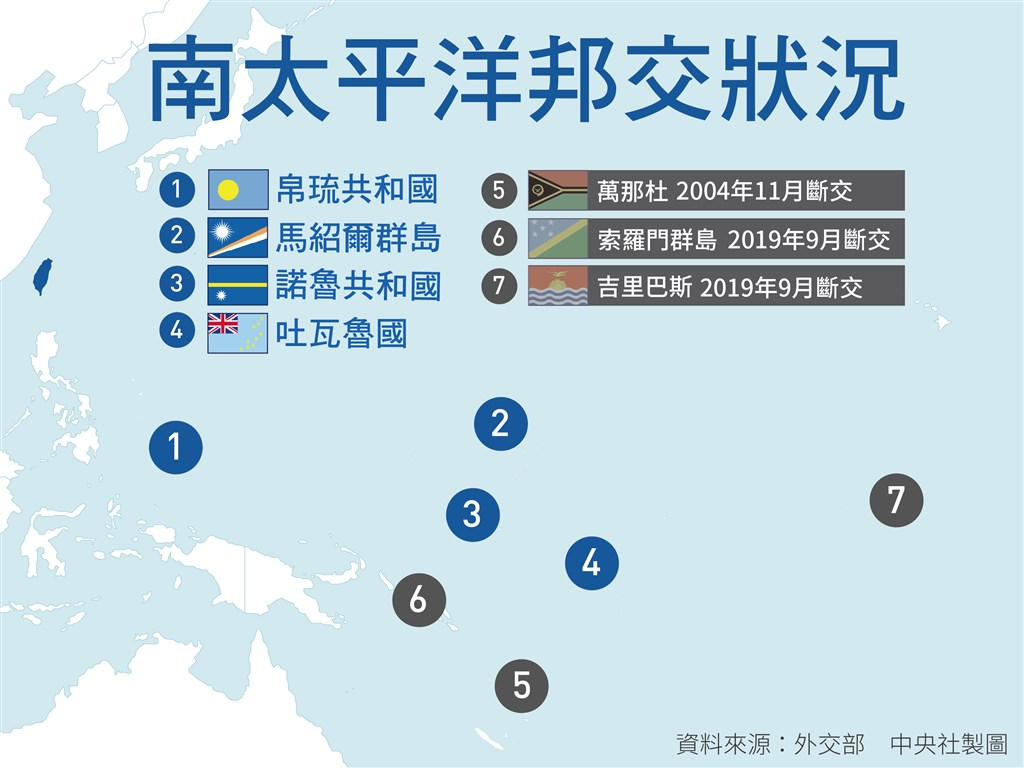 南太平洋邦交狀況
1 帛琉共和國
2 馬紹爾群島
3 諾魯共和國
4 吐瓦魯國
5 萬那杜 2004年11月斷交
6 索羅門群島 2019年9月斷交
7 吉里巴斯 2019年9月斷交
1
2
3
4
5
6
7
資料來源：外交部 中央社製圖